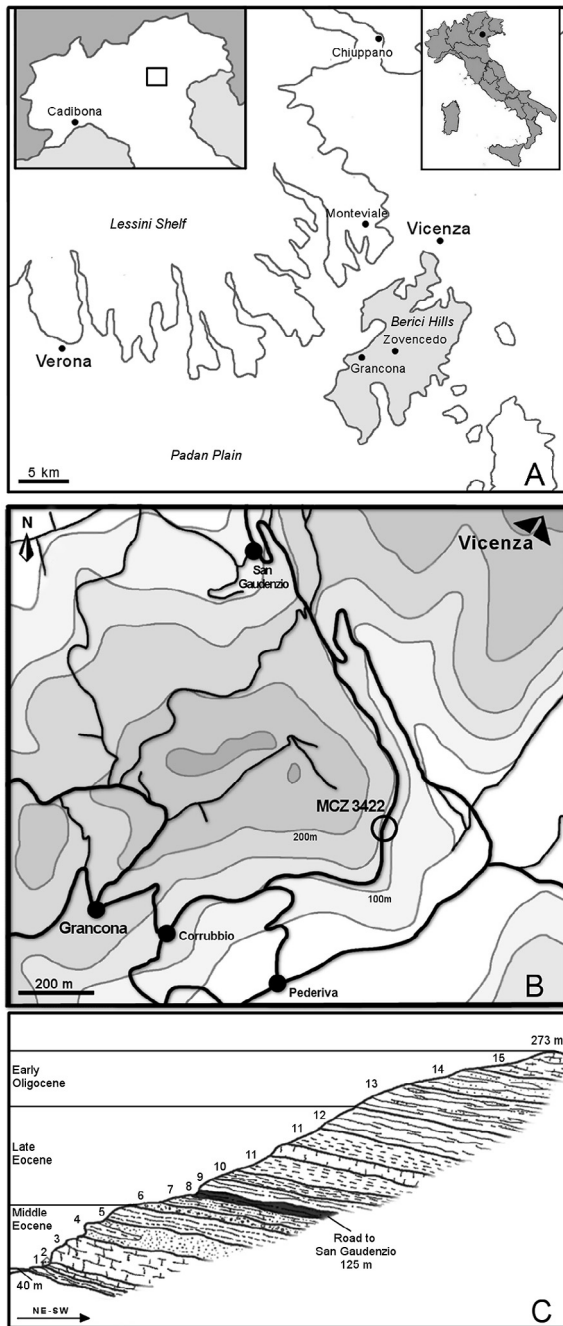 Chiuppano
Cadibona
Lessini Shelf
Monteviale
Vicenza
Berici Hills
Zovencedo
Grancona
Verona
Padan Plain
5 km
A
N
Vicenza
San
Gaudenzio
MCZ 3422
200m
100m
Grancona
Corrubbio
Pederiva
200 m
B
273 m
Early
Oligocene
15
14
13
Late
Eocene
12
11
11
10
9
8
7
6
Middle
Eocene
5
4
3
2
1
40 m
Road to
San Gaudenzio
125 m
NE-SW
C